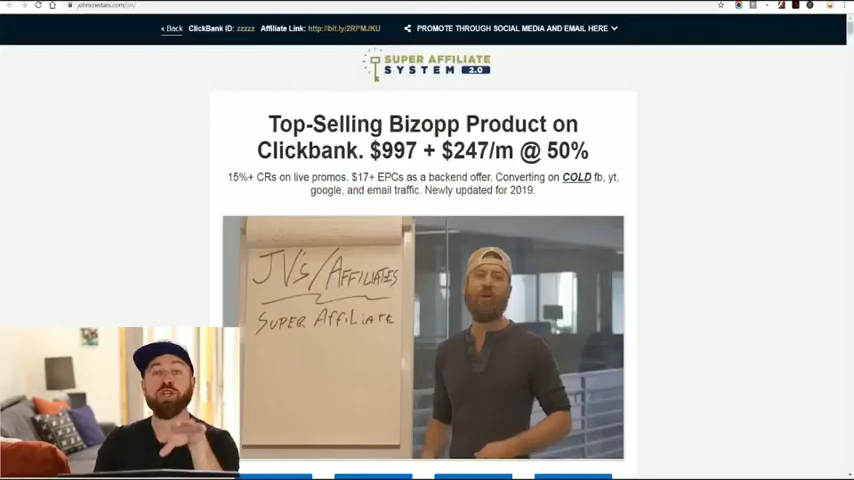 johncrestani.com/jvs/
« Back ClickBank ID: zzzzz Affiliate Link: http://bit.ly/2RPMJKU PROMOTE THROUGH SOCIAL MEDIA AND EMAIL HERE
SUPER AFFILIATE
SYSTEM 2.0
Top-Selling Bizopp Product on
Clickbank. $997 + $247/m @ 50%
15%+ CRs on live promos. $17+ EPCs as a backend offer. Converting on COLD fb, yt,
google, and email traffic. Newly updated for 2019.
JV's/AFFILIATES
SUPER AffiLiATE